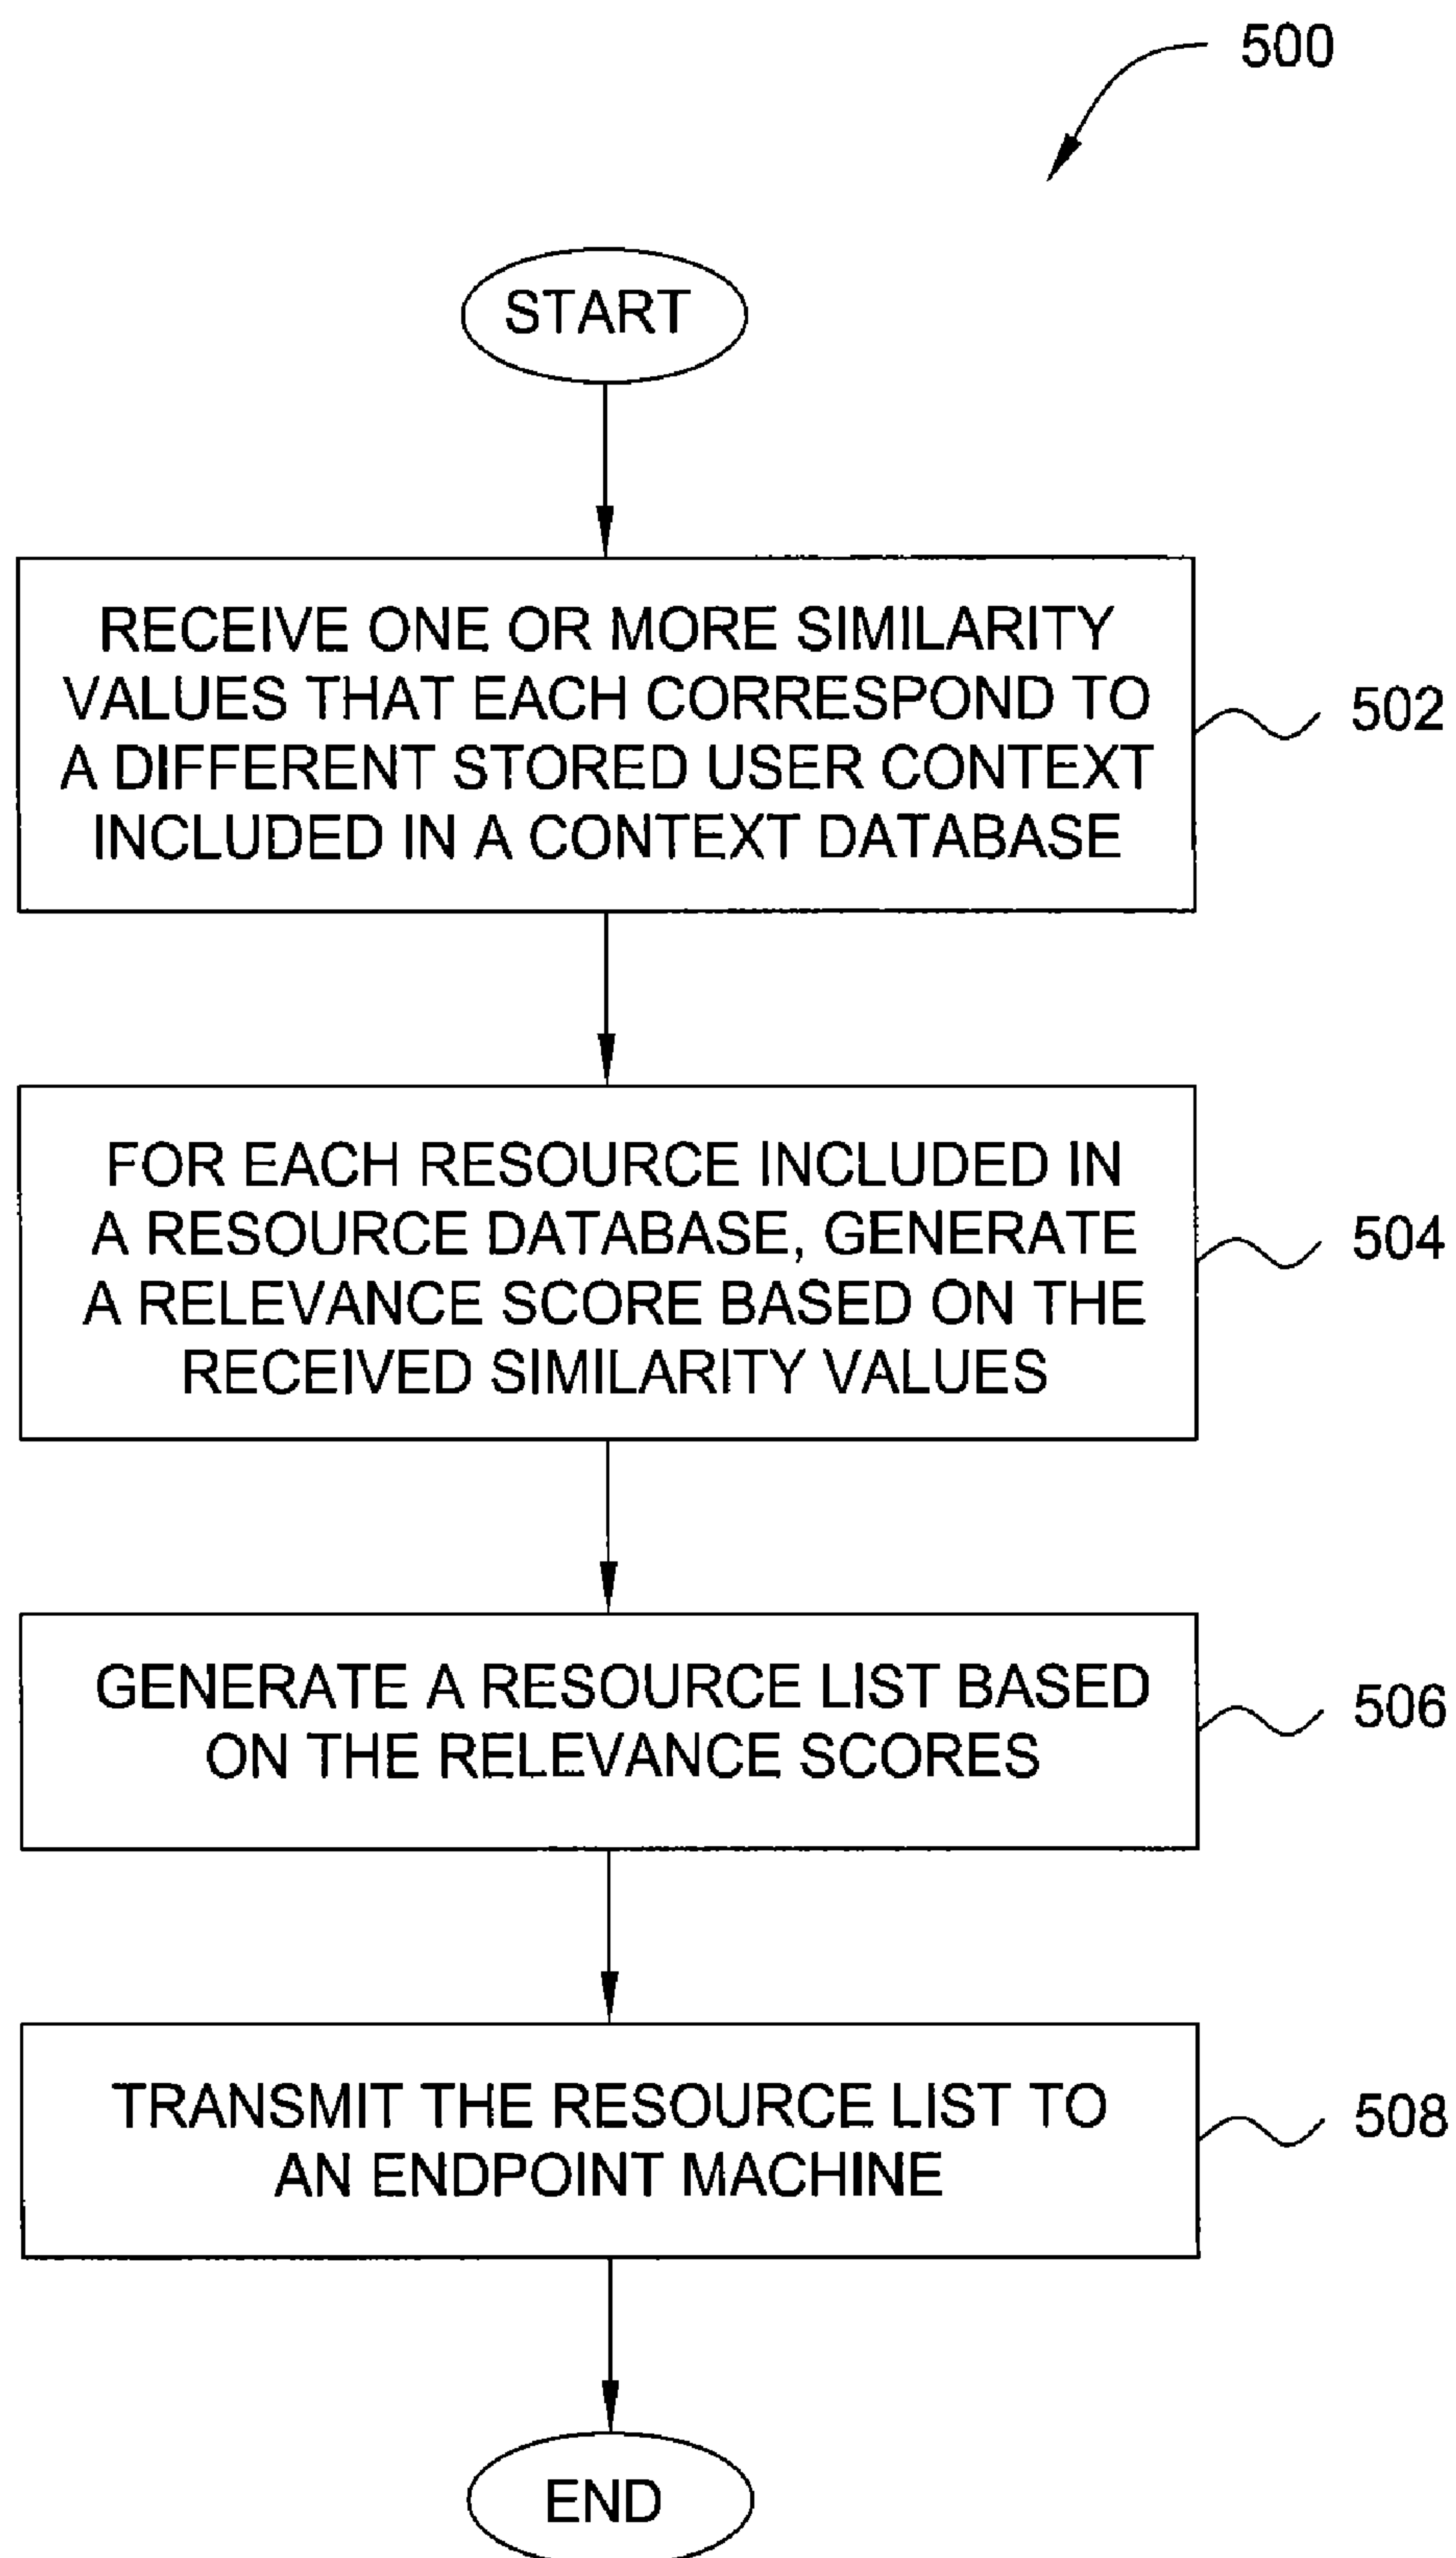 500
START
RECEIVE ONE OR MORE SIMILARITY
VALUES THAT EACH CORRESPOND TO
A DIFFERENT STORED USER CONTEXT
INCLUDED IN A CONTEXT DATABASE
502
FOR EACH RESOURCE INCLUDED IN
A RESOURCE DATABASE, GENERATE
A RELEVANCE SCORE BASED ON THE
RECEIVED SIMILARITY VALUES
504
GENERATE A RESOURCE LIST BASED
ON THE RELEVANCE SCORES
506
TRANSMIT THE RESOURCE LIST TO
AN ENDPOINT MACHINE
508
END